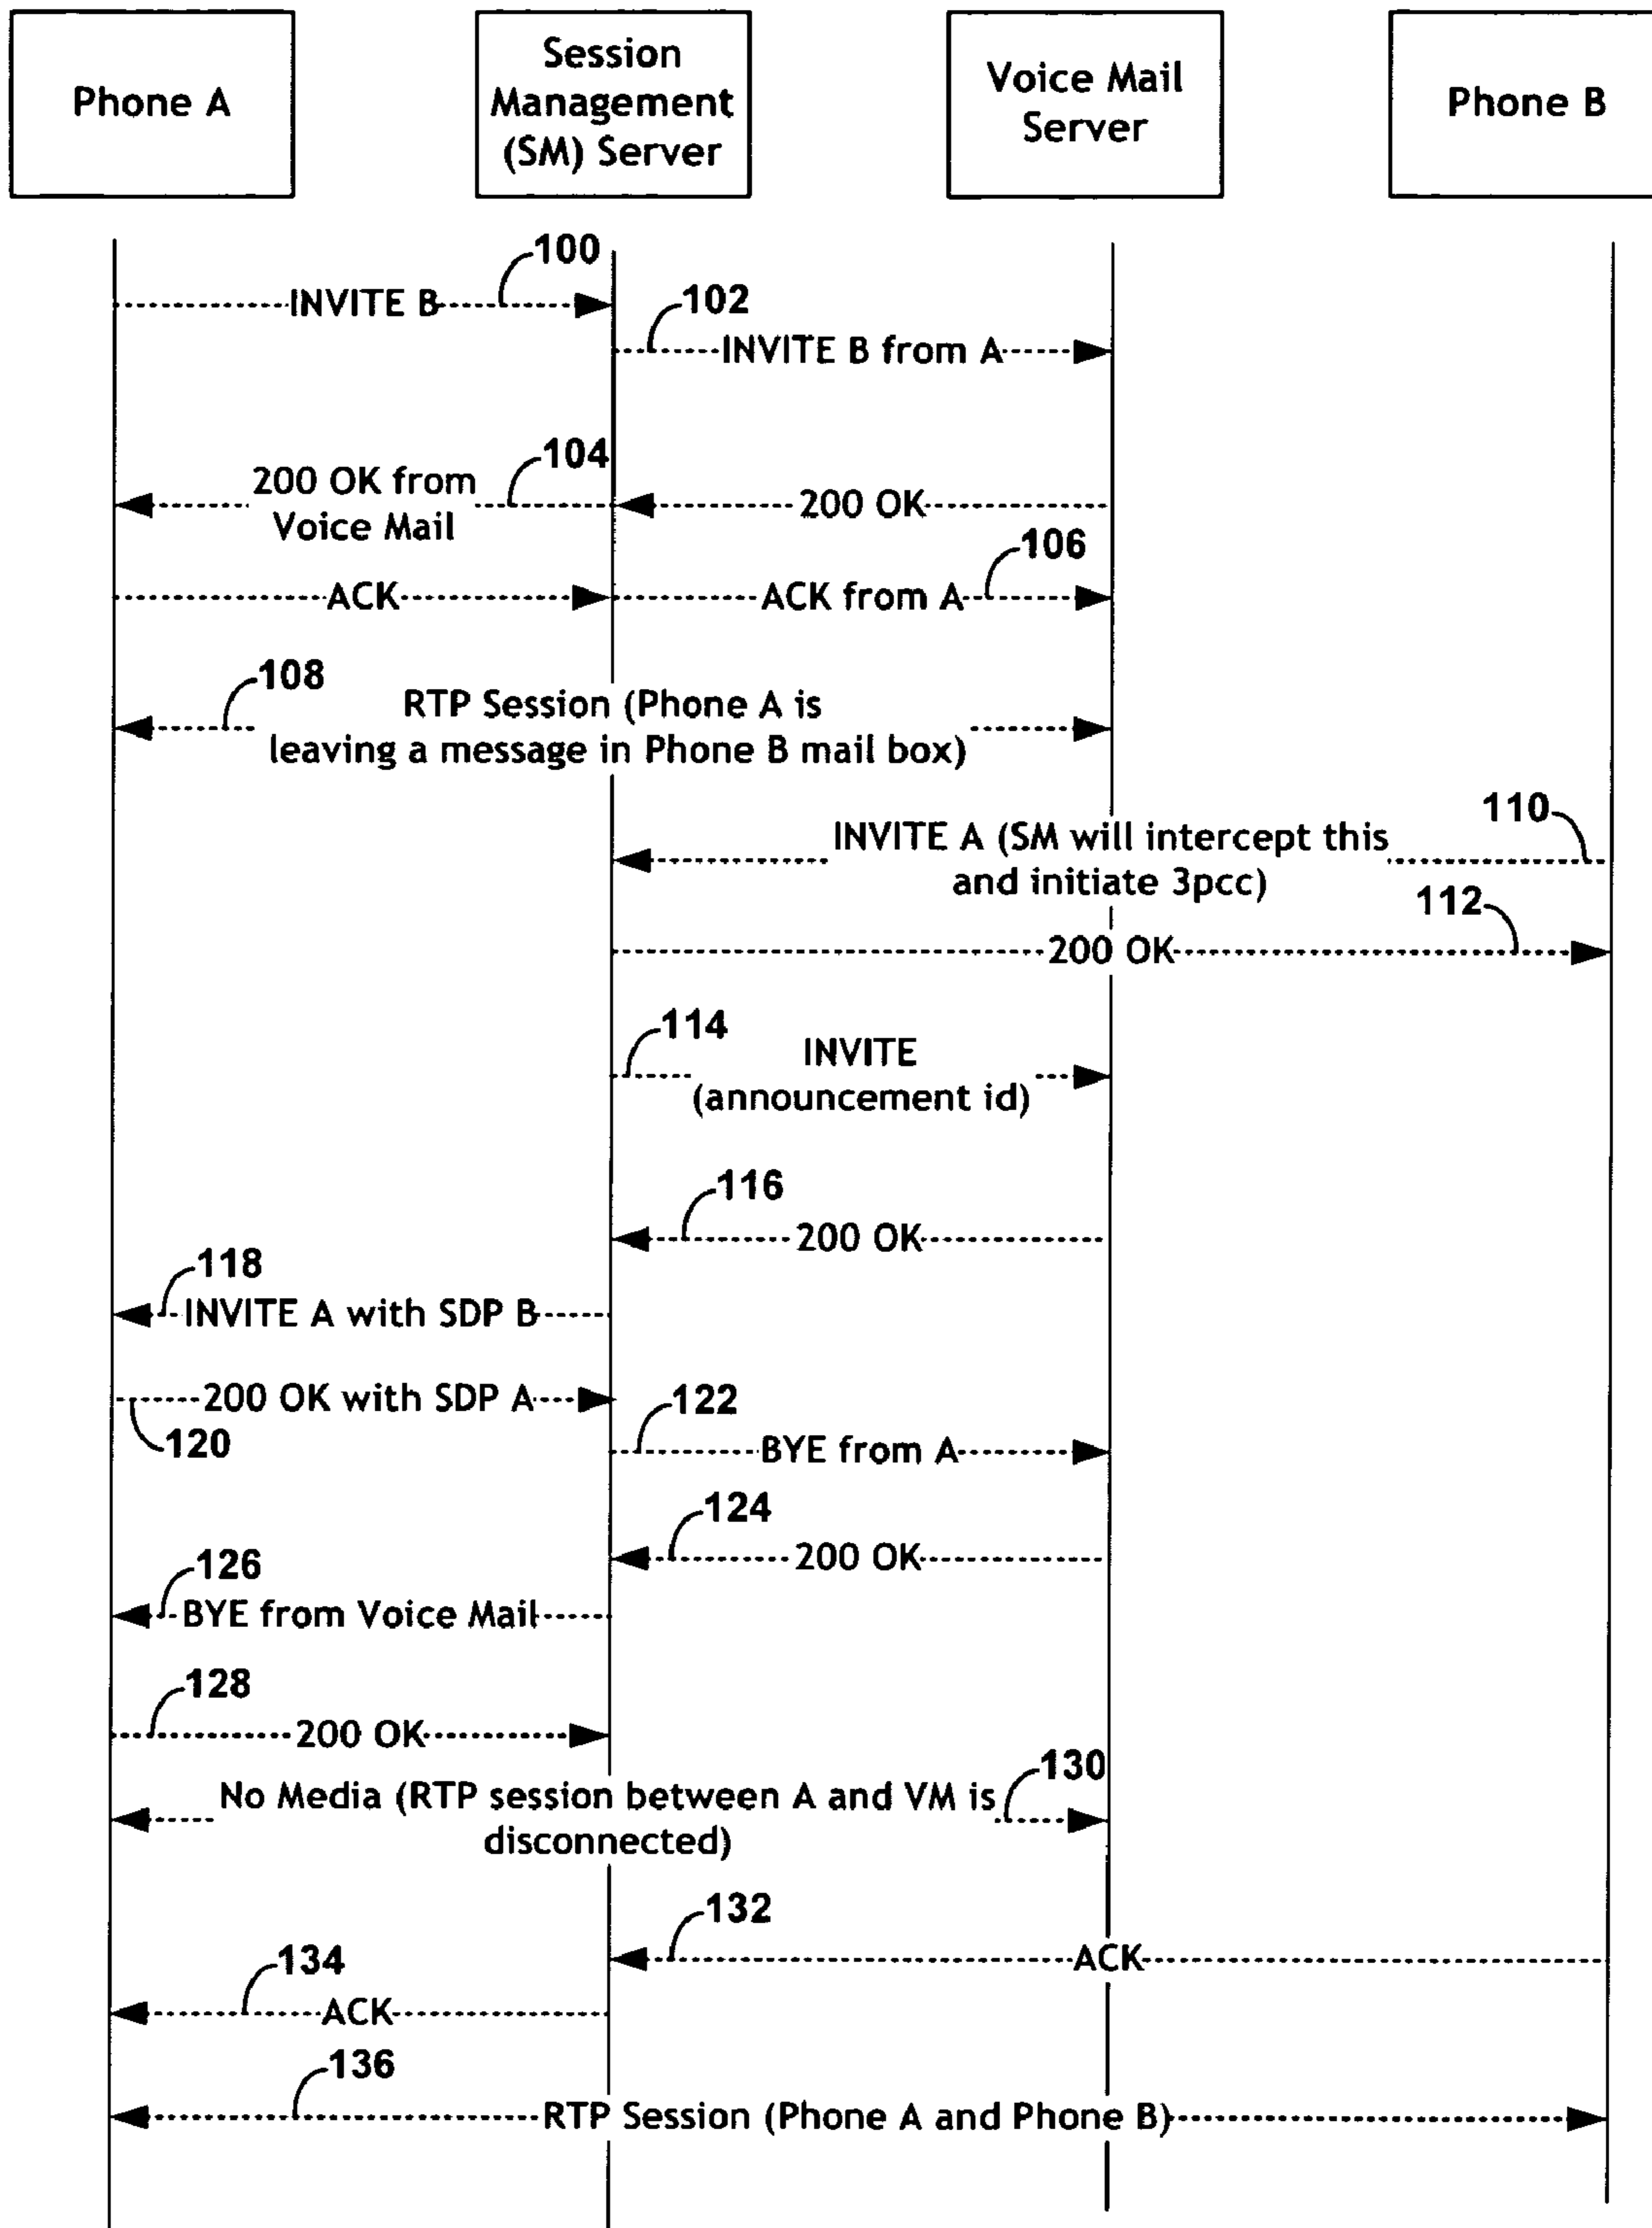 Phone A
Session
Management
(SM) Server
Voice Mail
Server
Phone B
100
INVITE B
102
INVITE B from A
104
200 OK from
Voice Mail
200 OK
106
ACK
ACK from A
108
RTP Session (Phone A is
leaving a message in Phone B mail box)
110
INVITE A (SM will intercept this
and initiate 3pcc)
112
200 OK
114
INVITE
(announcement id)
116
200 OK
118
INVITE A with SDP B
200 OK with SDP A
120
122
BYE from A
124
200 OK
126
BYE from Voice Mail
128
200 OK
130
No Media (RTP session between A and VM is
disconnected)
132
ACK
134
ACK
136
RTP Session (Phone A and Phone B)